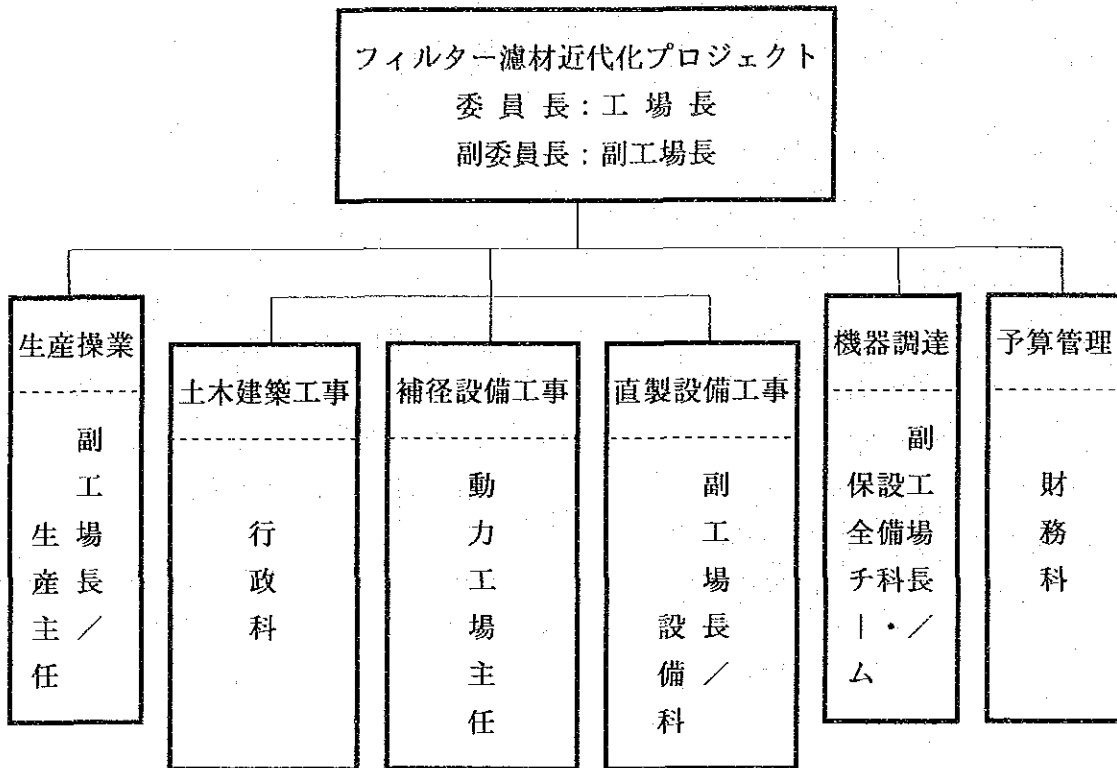 フィルター濾材近代化プロジェクト
委員長：工場長
副委員長：副工場長
生産操業
副工場長／
生産主任
土木建築工事
行政科
補径設備工事
動力工場主任
直製設備工事
副工場長／
設備科
機器調達
副工場長／
設備科・
保全チーム
予算管理
財務科